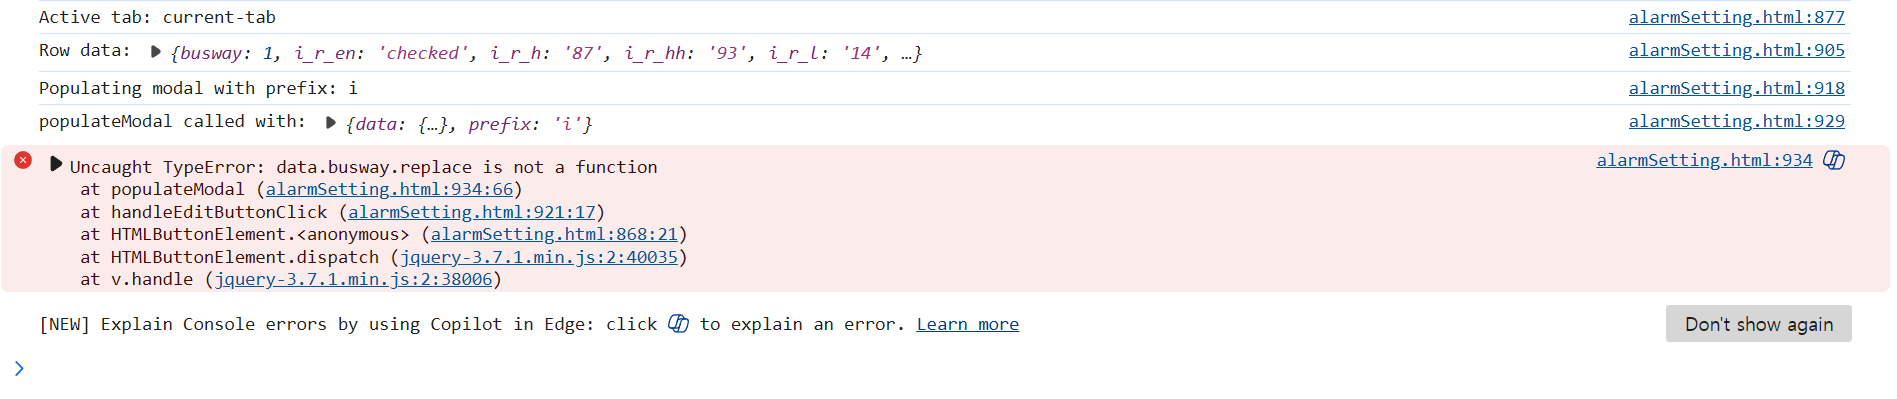 Active tab: current-tab alarmSetting.html:877
Row data: {busway: 1, i_r_en: 'checked', i_r_h: '87', i_r_hh: '93', i_r_l: '14', …} alarmSetting.html:905
Populating modal with prefix: i alarmSetting.html:918
populateModal called with: {data: {…}, prefix: 'i'} alarmSetting.html:929
Uncaught TypeError: data.busway.replace is not a function alarmSetting.html:934
at populateModal (alarmSetting.html:934:66)
at handleEditButtonClick (alarmSetting.html:921:17)
at HTMLButtonElement.<anonymous> (alarmSetting.html:868:21)
at HTMLButtonElement.dispatch (jquery-3.7.1.min.js:2:40035)
at v.handle (jquery-3.7.1.min.js:2:38006)
[NEW] Explain Console errors by using Copilot in Edge: click to explain an error. Learn more Don't show again